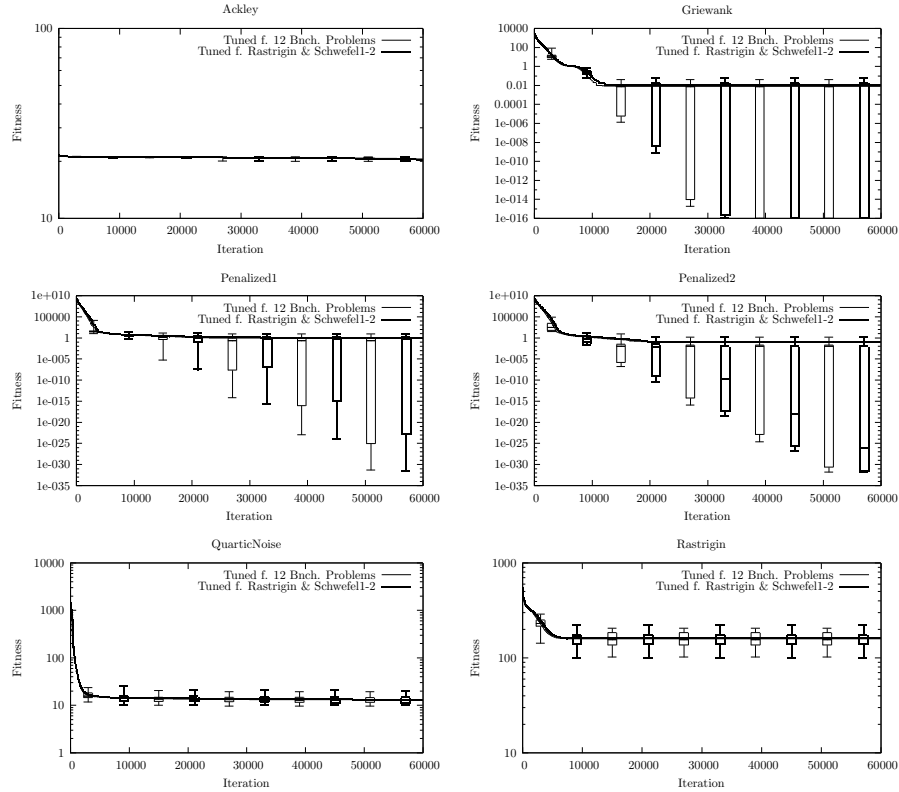 Ackley
100
Tuned f. 12 Bnch. Problems
Tuned f. Rastrigin & Schwefel1-2
Fitness
10
0 10000 20000 30000 40000 50000 60000
Iteration
Griewank
10000
Tuned f. 12 Bnch. Problems
100
Tuned f. Rastrigin & Schwefel1-2
1
0.01
0.0001
Fitness
1e-006
1e-008
1e-010
1e-012
1e-014
1e-016
0 10000 20000 30000 40000 50000 60000
Iteration
Penalized1
1e+010
Tuned f. 12 Bnch. Problems
100000
Tuned f. Rastrigin & Schwefel1-2
1
1e-005
1e-010
Fitness
1e-015
1e-020
1e-025
1e-030
1e-035
0 10000 20000 30000 40000 50000 60000
Iteration
Penalized2
1e+010
Tuned f. 12 Bnch. Problems
100000
Tuned f. Rastrigin & Schwefel1-2
1
1e-005
1e-010
Fitness
1e-015
1e-020
1e-025
1e-030
1e-035
0 10000 20000 30000 40000 50000 60000
Iteration
QuarticNoise
10000
Tuned f. 12 Bnch. Problems
Tuned f. Rastrigin & Schwefel1-2
1000
Fitness
100
10
1
0 10000 20000 30000 40000 50000 60000
Iteration
Rastrigin
1000
Tuned f. 12 Bnch. Problems
Tuned f. Rastrigin & Schwefel1-2
Fitness
100
10
0 10000 20000 30000 40000 50000 60000
Iteration